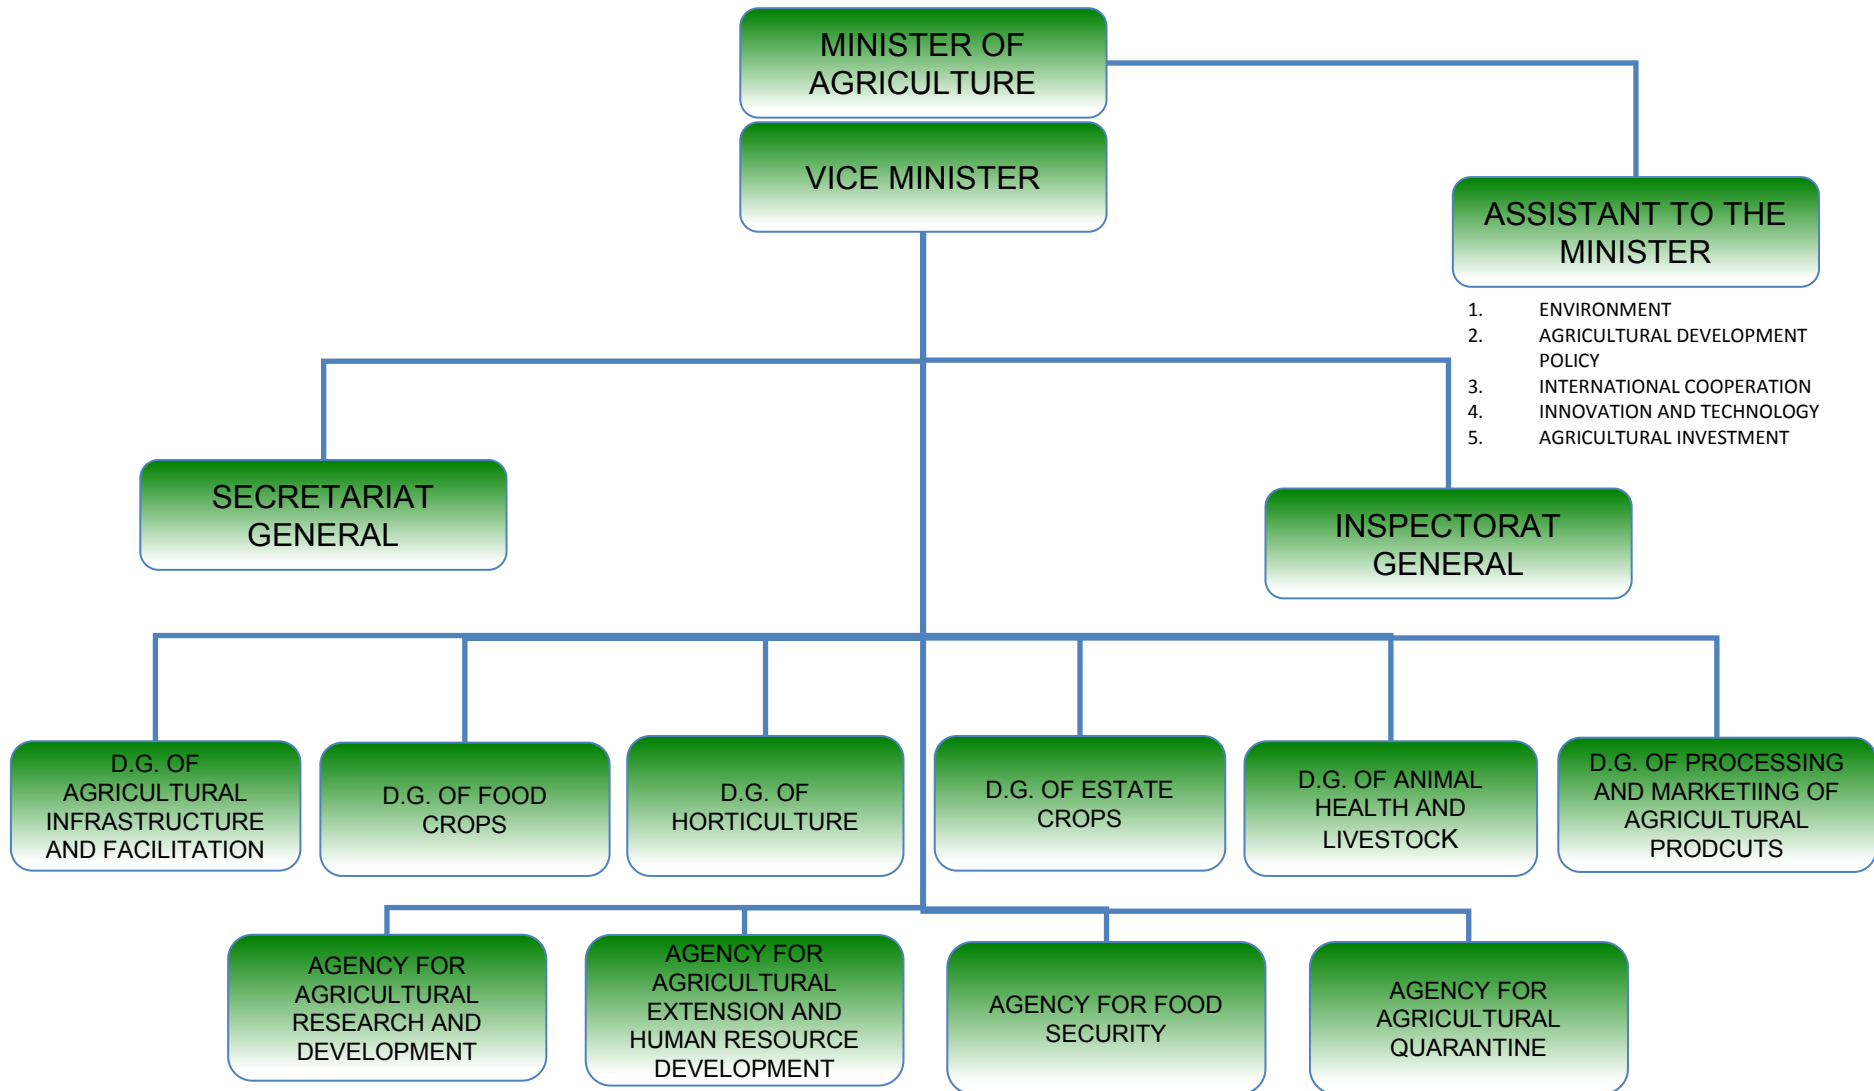 MINISTER OF
AGRICULTURE
VICE MINISTER
ASSISTANT TO THE
MINISTER
1. ENVIRONMENT
2. AGRICULTURAL DEVELOPMENT
POLICY
3. INTERNATIONAL COOPERATION
4. INNOVATION AND TECHNOLOGY
5. AGRICULTURAL INVESTMENT
SECRETARIAT
GENERAL
INSPECTORAT
GENERAL
D.G. OF
AGRICULTURAL
INFRASTRUCTURE
AND FACILITATION
D.G. OF FOOD
CROPS
D.G. OF
HORTICULTURE
D.G. OF ESTATE
CROPS
D.G. OF ANIMAL
HEALTH AND
LIVESTOCK
D.G. OF PROCESSING
AND MARKETIING OF
AGRICULTURAL
PRODCUTS
AGENCY FOR
AGRICULTURAL
RESEARCH AND
DEVELOPMENT
AGENCY FOR
AGRICULTURAL
EXTENSION AND
HUMAN RESOURCE
DEVELOPMENT
AGENCY FOR FOOD
SECURITY
AGENCY FOR
AGRICULTURAL
QUARANTINE